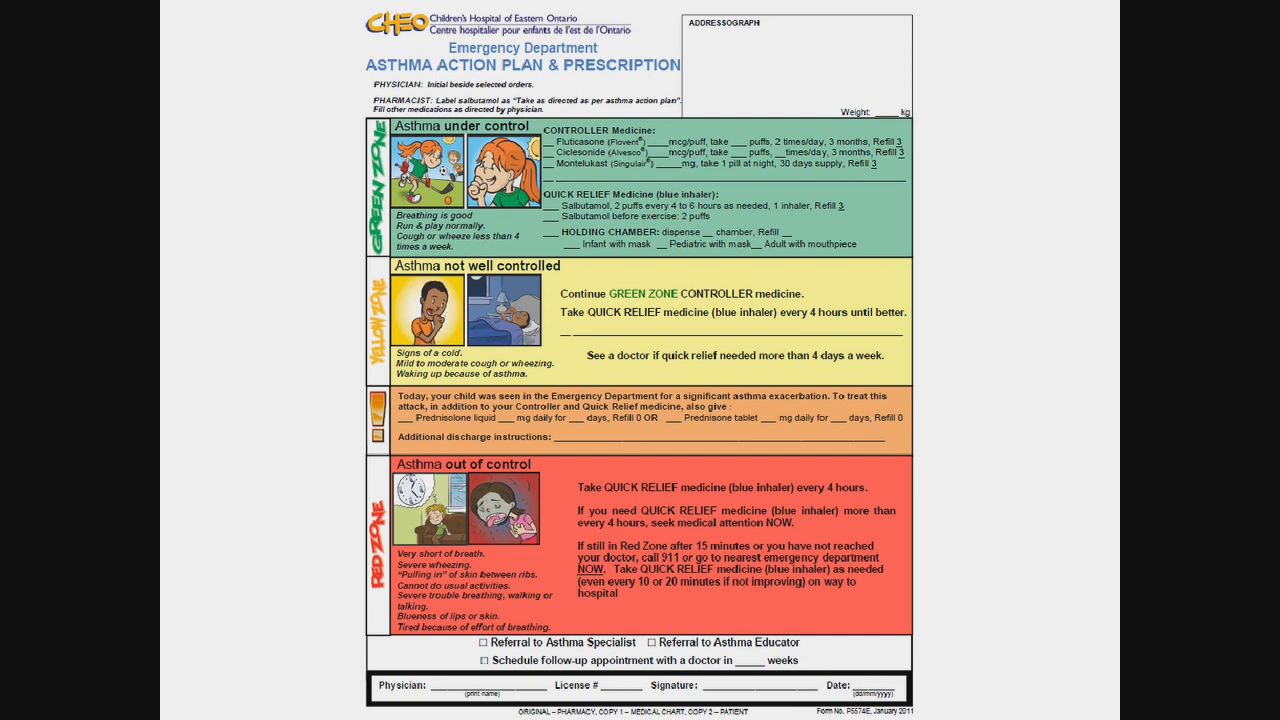 CHEO
Children's Hospital of Eastern Ontario
Centre hospitalier pour enfants de l'est de l'Ontario
Emergency Department
ASTHMA ACTION PLAN & PRESCRIPTION
ADDRESSOGRAPH
PHYSICIAN: Initial beside selected orders.
PHARMACIST: Label salbutamol as "Take as directed as per asthma action plan".
Fill other medications as directed by physician.
Weight: _____ kg
GREEN ZONE
Asthma under control
Breathing is good
Run & play normally.
Cough or wheeze less than 4
times a week.
CONTROLLER Medicine:
__ Fluticasone (Flovent®) ____mcg/puff, take ___ puffs, 2 times/day, 3 months, Refill 3
__ Ciclesonide (Alvesco®) ____mcg/puff, take ___ puffs, __times/day, 3 months, Refill 3
__ Montelukast (Singulair®) _____mg, take 1 pill at night, 30 days supply, Refill 3
QUICK RELIEF Medicine (blue inhaler):
___ Salbutamol, 2 puffs every 4 to 6 hours as needed, 1 inhaler, Refill 3
___ Salbutamol before exercise: 2 puffs
___ HOLDING CHAMBER: dispense __ chamber, Refill __
___ Infant with mask __ Pediatric with mask__ Adult with mouthpiece
YELLOW ZONE
Asthma not well controlled
Signs of a cold.
Mild to moderate cough or wheezing.
Waking up because of asthma.
Continue GREEN ZONE CONTROLLER medicine.
Take QUICK RELIEF medicine (blue inhaler) every 4 hours until better.
See a doctor if quick relief needed more than 4 days a week.
!
Today, your child was seen in the Emergency Department for a significant asthma exacerbation. To treat this
attack, in addition to your Controller and Quick Relief medicine, also give :
___ Prednisolone liquid ___ mg daily for ___ days, Refill 0 OR ___ Prednisone tablet ___ mg daily for ___ days, Refill 0
Additional discharge instructions: ____________________
RED ZONE
Asthma out of control
Very short of breath.
Severe wheezing.
"Pulling in" of skin between ribs.
Cannot do usual activities.
Severe trouble breathing, walking or
talking.
Blueness of lips or skin.
Tired because of effort of breathing.
Take QUICK RELIEF medicine (blue inhaler) every 4 hours.
If you need QUICK RELIEF medicine (blue inhaler) more than
every 4 hours, seek medical attention NOW.
If still in Red Zone after 15 minutes or you have not reached
your doctor, call 911 or go to nearest emergency department
NOW. Take QUICK RELIEF medicine (blue inhaler) as needed
(even every 10 or 20 minutes if not improving) on way to
hospital
☐ Referral to Asthma Specialist ☐ Referral to Asthma Educator
☐ Schedule follow-up appointment with a doctor in _____ weeks
Physician: ____________ License # _______ Signature: ____________ Date: _______
(print name) (dd/mm/yyyy)
ORIGINAL – PHARMACY, COPY 1 – MEDICAL CHART, COPY 2 – PATIENT
Form No. P5574E, January 2011